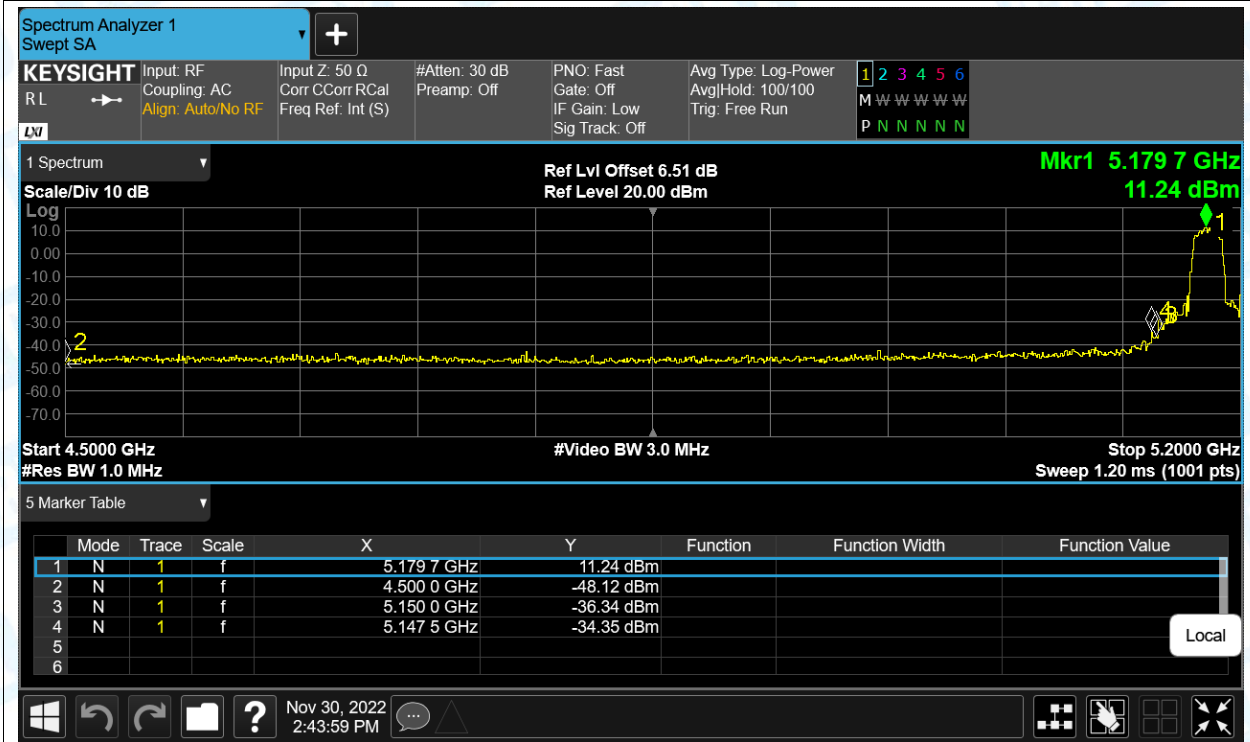 Spectrum Analyzer 1
Swept SA
+
KEYSIGHT
R L
LXI
Input: RF
Coupling: AC
Align: Auto/No RF
Input Z: 50 Ω
Corr CCorr RCal
Freq Ref: Int (S)
#Atten: 30 dB
Preamp: Off
PNO: Fast
Gate: Off
IF Gain: Low
Sig Track: Off
Avg Type: Log-Power
Avg|Hold: 100/100
Trig: Free Run
1 2 3 4 5 6
M W W W W W
P N N N N N
1 Spectrum
Scale/Div 10 dB
Ref Lvl Offset 6.51 dB
Ref Level 20.00 dBm
Mkr1 5.179 7 GHz
11.24 dBm
Log
10.0
0.00
-10.0
-20.0
-30.0
-40.0
-50.0
-60.0
-70.0
1
2
4
Start 4.5000 GHz
#Res BW 1.0 MHz
#Video BW 3.0 MHz
Stop 5.2000 GHz
Sweep 1.20 ms (1001 pts)
5 Marker Table
Mode Trace Scale X Y Function Function Width Function Value
1 N 1 f 5.179 7 GHz 11.24 dBm
2 N 1 f 4.500 0 GHz -48.12 dBm
3 N 1 f 5.150 0 GHz -36.34 dBm
4 N 1 f 5.147 5 GHz -34.35 dBm
5
6
Local
?
Nov 30, 2022
2:43:59 PM